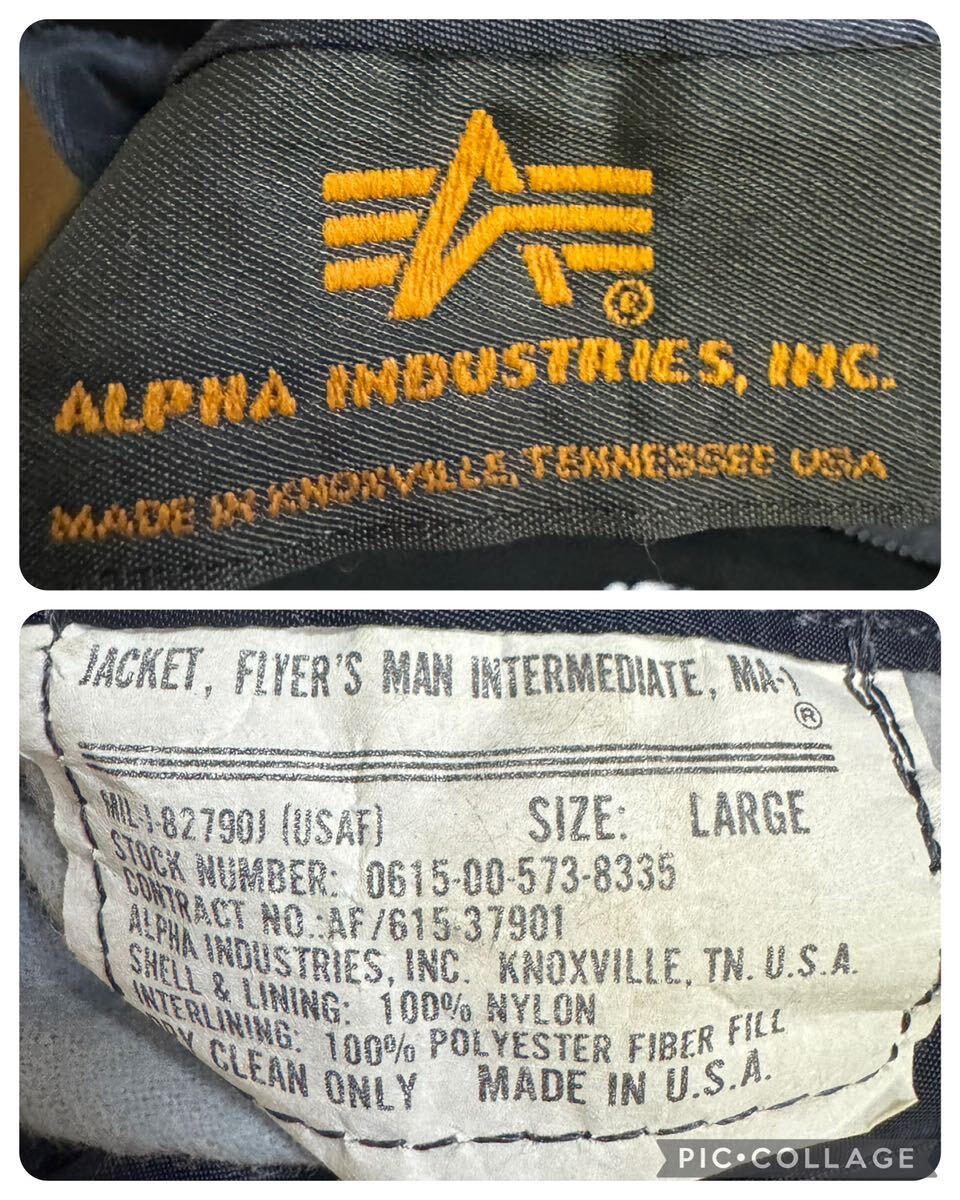 ®
ALPHA INDUSTRIES, INC.
MADE IN KNOXVILLE, TENNESSEE USA
JACKET, FLYER'S MAN INTERMEDIATE, MA-1
®
MIL-J-82790J (USAF) SIZE: LARGE
STOCK NUMBER: 0615-00-573-8335
CONTRACT NO.:AF/615-37901
ALPHA INDUSTRIES, INC. KNOXVILLE, TN. U.S.A.
SHELL & LINING: 100% NYLON
INTERLINING: 100% POLYESTER FIBER FILL
DRY CLEAN ONLY MADE IN U.S.A.
PIC•COLLAGE